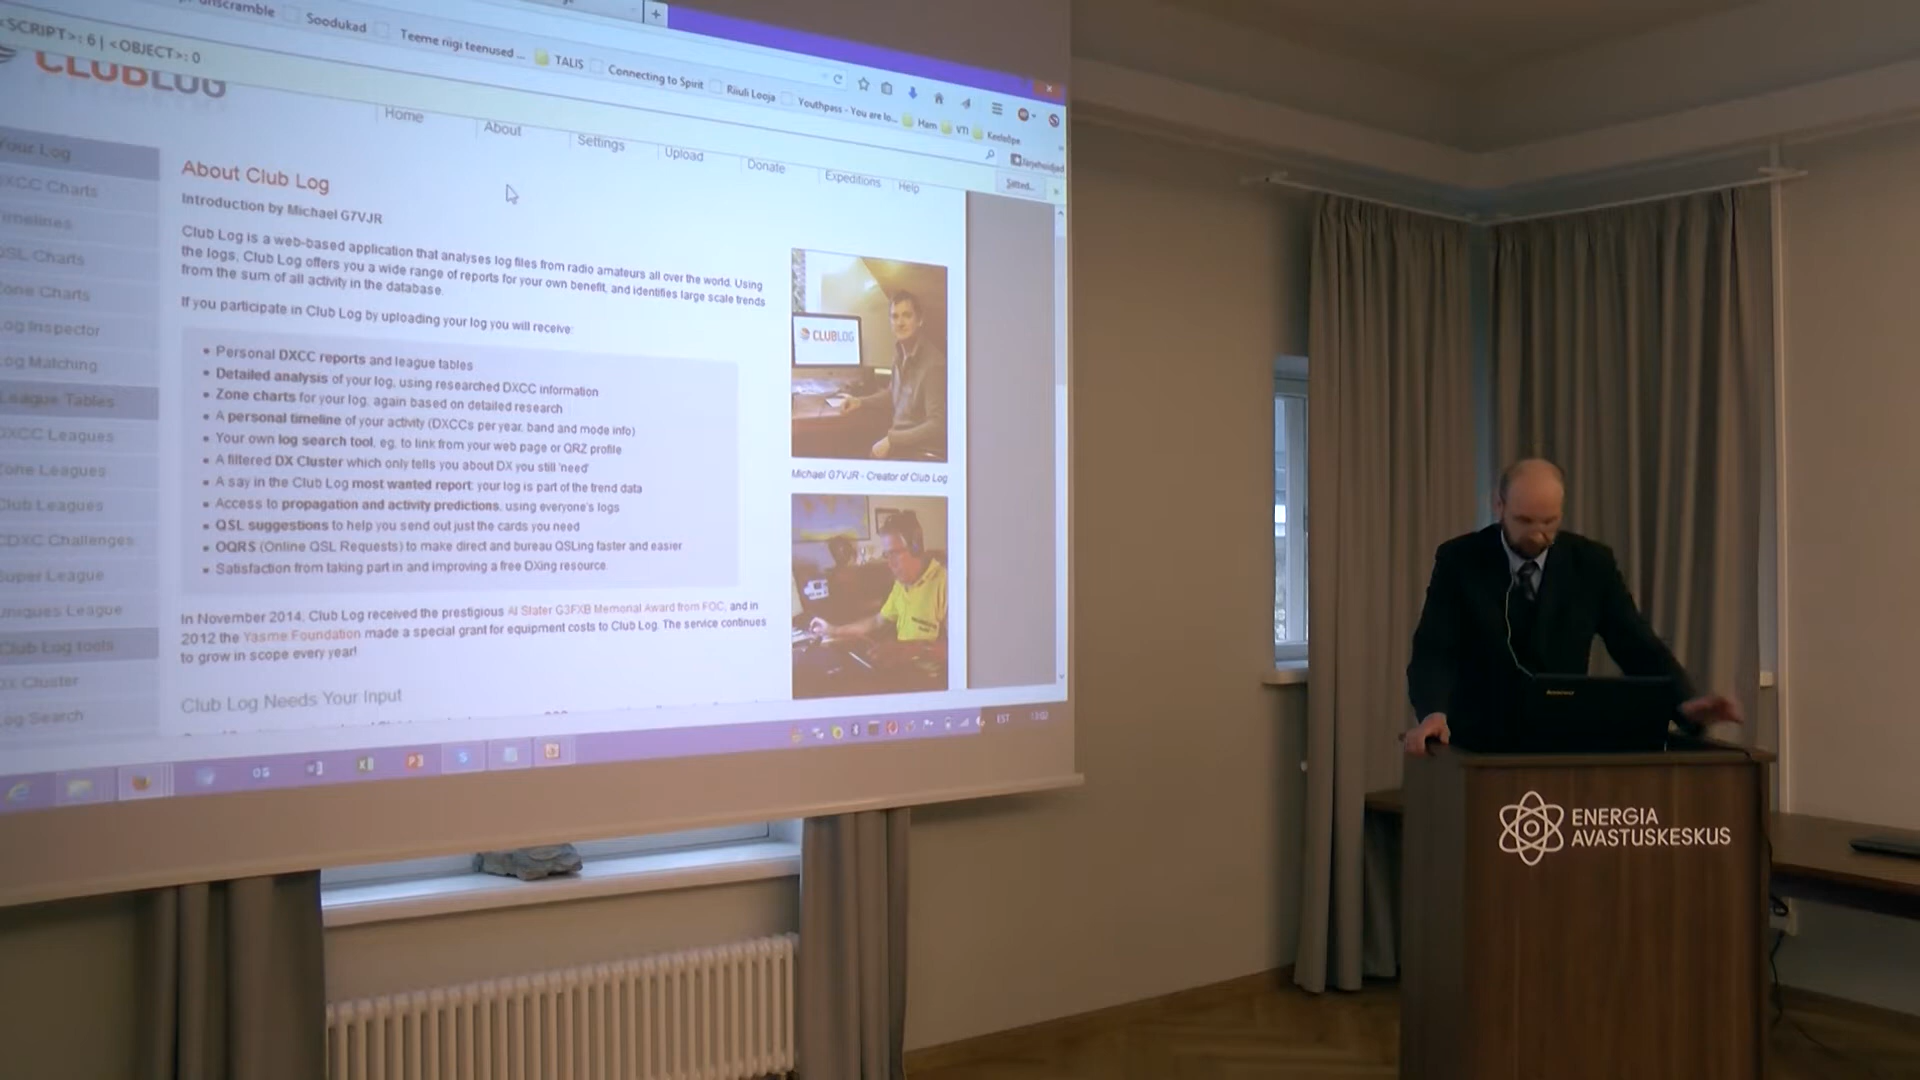 Soodukad
Teeme riigi teenused ...
TALIS
Connecting to Spirit
Riiuli Looja
Youthpass - You are lo...
Ham
VTI
<SCRIPT>: 6 | <OBJECT>: 0
CLUBLOG
Home
About
Settings
Upload
Donate
Expeditions
Help
Your Log
DXCC Charts
Timelines
QSL Charts
Zone Charts
Log Inspector
Log Matching
League Tables
DXCC Leagues
Zone Leagues
Club Leagues
CDXC Challenges
Super League
Uniques League
Club Log tools
DX Cluster
Log Search
About Club Log
Introduction by Michael G7VJR
Club Log is a web-based application that analyses log files from radio amateurs all over the world. Using
the logs, Club Log offers you a wide range of reports for your own benefit, and identifies large scale trends
from the sum of all activity in the database.
If you participate in Club Log by uploading your log you will receive:
• Personal DXCC reports and league tables
• Detailed analysis of your log, using researched DXCC information
• Zone charts for your log, again based on detailed research
• A personal timeline of your activity (DXCCs per year, band and mode info)
• Your own log search tool, eg. to link from your web page or QRZ profile
• A filtered DX Cluster which only tells you about DX you still 'need'
• A say in the Club Log most wanted report: your log is part of the trend data
• Access to propagation and activity predictions, using everyone's logs
• QSL suggestions to help you send out just the cards you need
• OQRS (Online QSL Requests) to make direct and bureau QSLing faster and easier
• Satisfaction from taking part in and improving a free DXing resource.
In November 2014, Club Log received the prestigious Al Slater G3FXB Memorial Award from FOC, and in
2012 the Yasme Foundation made a special grant for equipment costs to Club Log. The service continues
to grow in scope every year!
Club Log Needs Your Input
CLUBLOG
Michael G7VJR - Creator of Club Log
EST
13:02
lenovo
ENERGIA
AVASTUSKESKUS